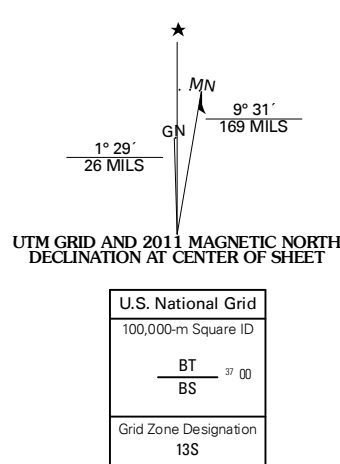 ★
MN
9° 31´
169 MILS
GN
1° 29´
26 MILS
UTM GRID AND 2011 MAGNETIC NORTH
DECLINATION AT CENTER OF SHEET
U.S. National Grid
100,000-m Square ID
BT
37 00
BS
Grid Zone Designation
13S